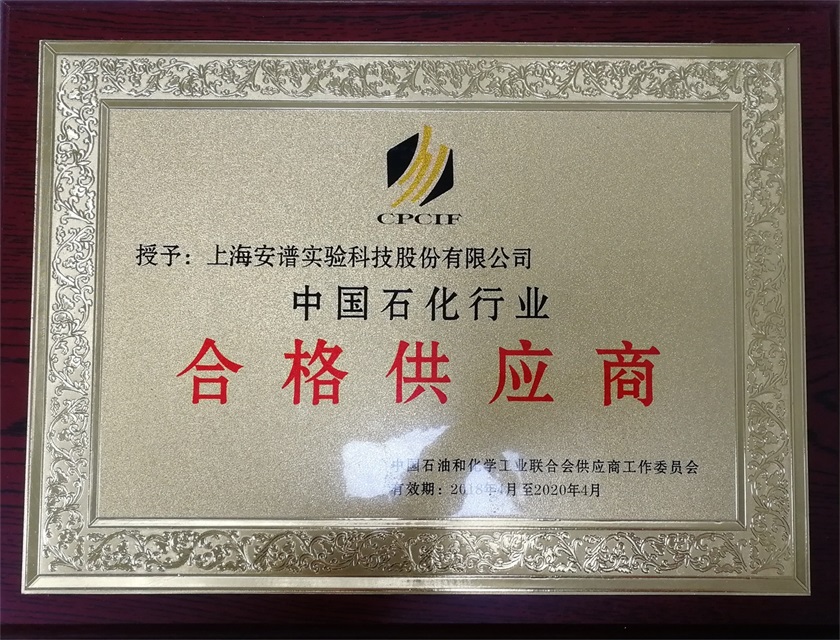 CPCIF
授予：上海安谱实验科技股份有限公司
中国石化行业
合格供应商
中国石油和化学工业联合会供应商工作委员会
有效期：2018年4月至2020年4月